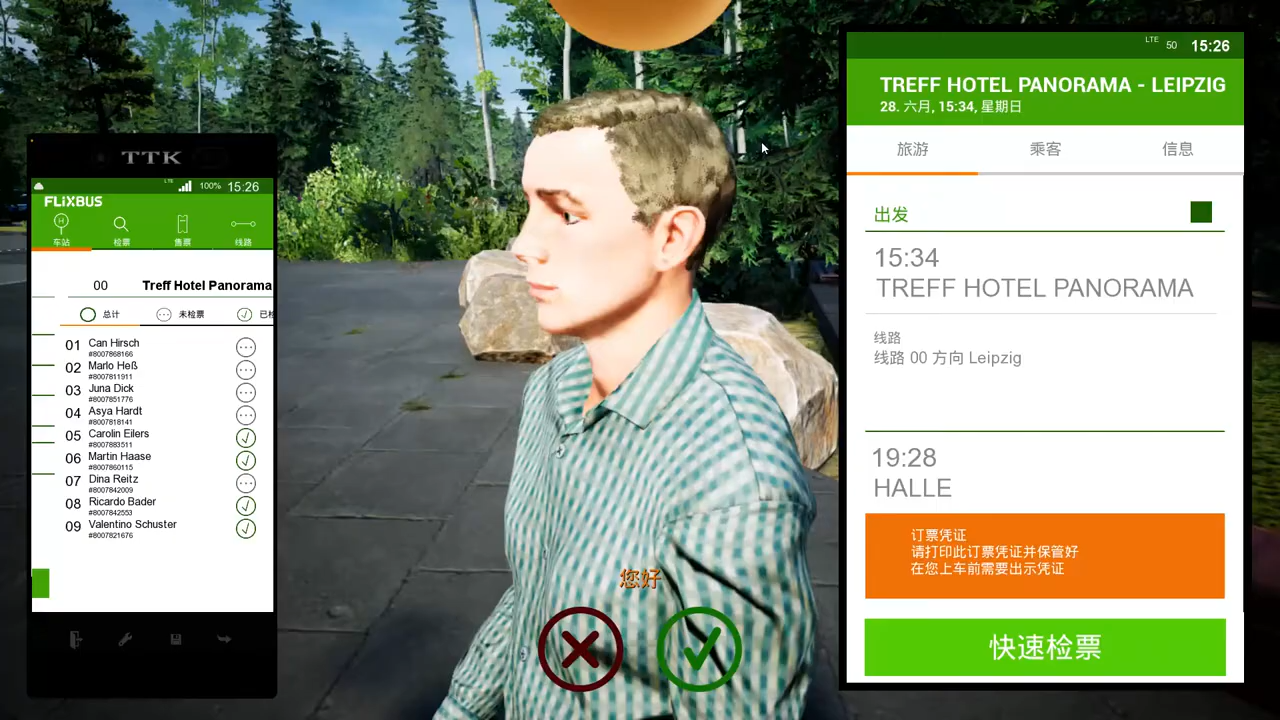 TTK
LTE
100%
15:26
FLiXBUS
车站
检票
售票
线路
00
Treff Hotel Panorama
总计
未检票
已检
01 Can Hirsch
#8007868166
02 Marlo Heß
#8007811911
03 Juna Dick
#8007851776
04 Asya Hardt
#8007818141
05 Carolin Eilers
#8007883511
06 Martin Haase
#8007860115
07 Dina Reitz
#8007842009
08 Ricardo Bader
#8007842553
09 Valentino Schuster
#8007821676
您好
LTE 50 15:26
TREFF HOTEL PANORAMA - LEIPZIG
28. 六月, 15:34, 星期日
旅游
乘客
信息
出发
15:34
TREFF HOTEL PANORAMA
线路
线路 00 方向 Leipzig
19:28
HALLE
订票凭证
请打印此订票凭证并保管好
在您上车前需要出示凭证
快速检票